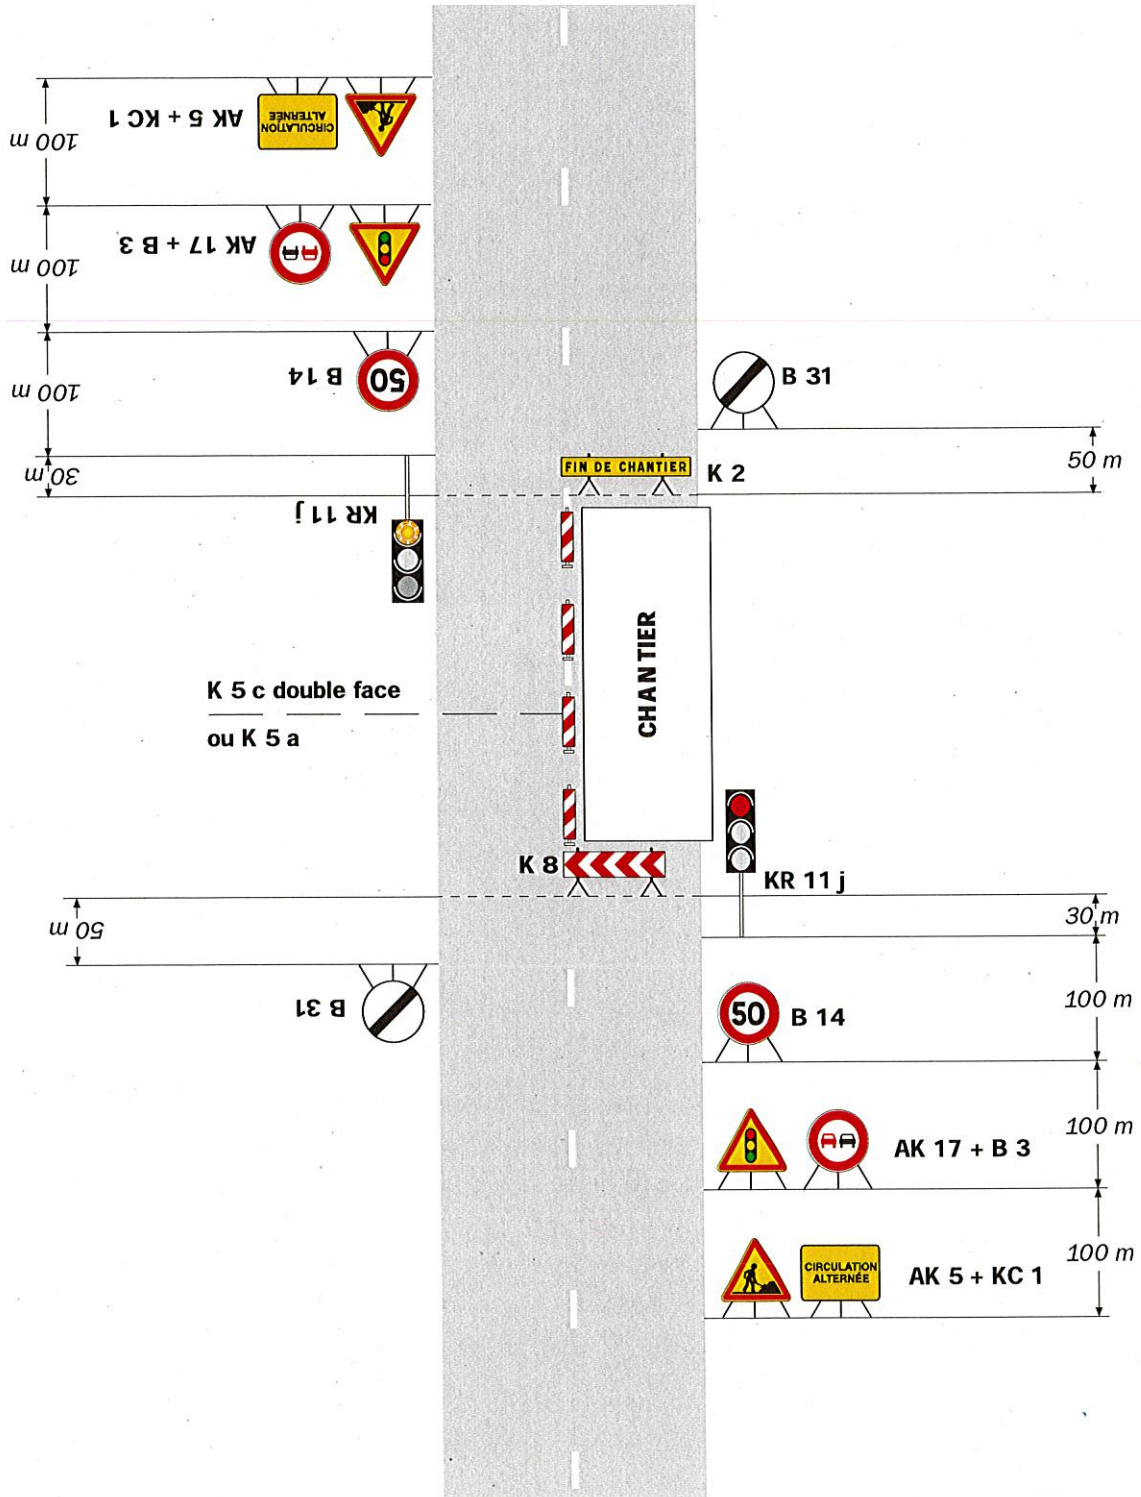 100 m
AK 5 + KC 1
CIRCULATION
ALTERNÉE
100 m
AK 17 + B 3
100 m
B 14
50
B 31
30 m
KR 11 j
FIN DE CHANTIER
K 2
50 m
CHANTIER
K 5 c double face
ou K 5 a
K 8
KR 11 j
50 m
30 m
B 31
50
B 14
100 m
AK 17 + B 3
100 m
CIRCULATION
ALTERNÉE
AK 5 + KC 1
100 m